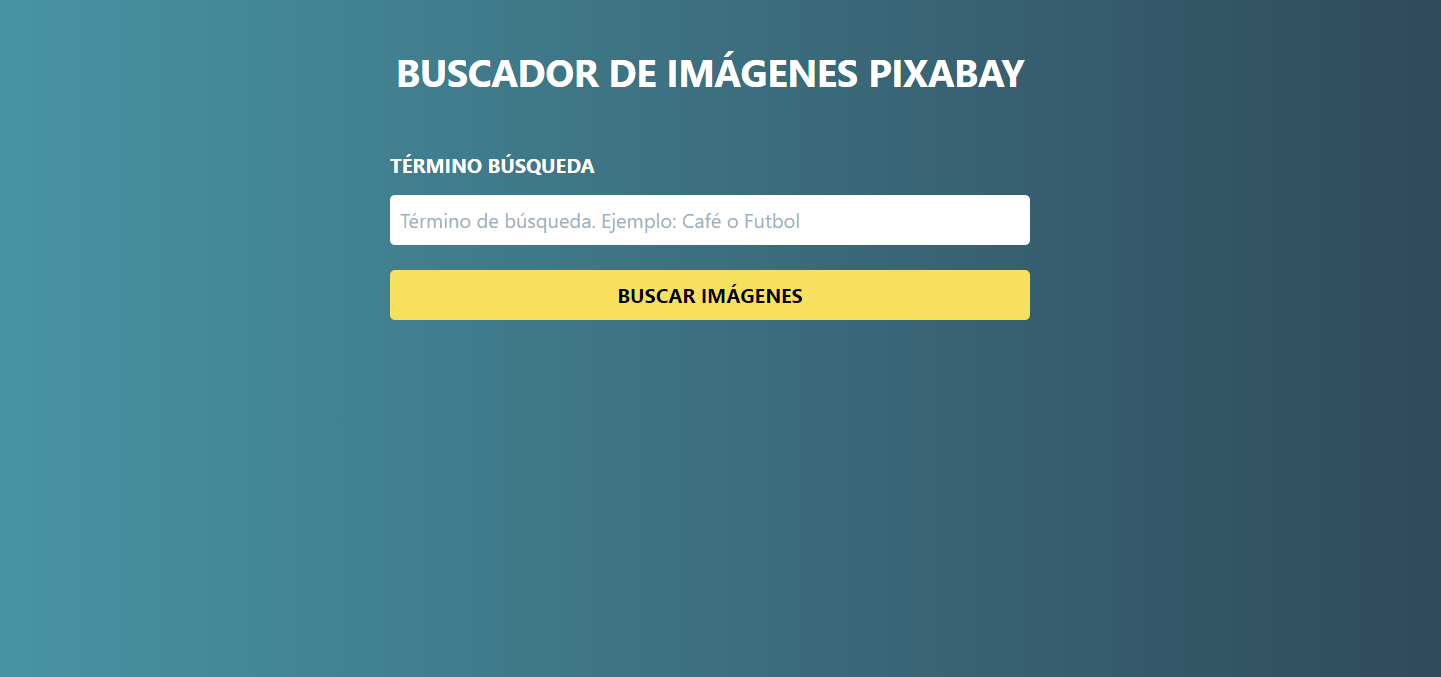 BUSCADOR DE IMÁGENES PIXABAY
TÉRMINO BÚSQUEDA
Término de búsqueda. Ejemplo: Café o Futbol
BUSCAR IMÁGENES